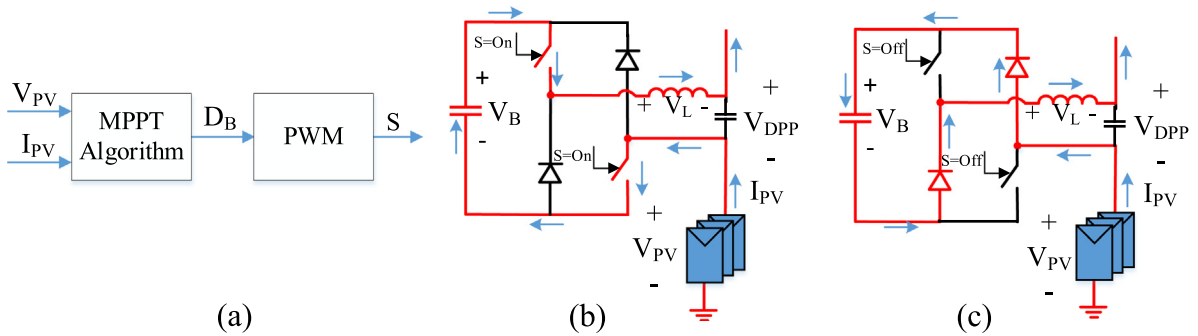 V_PV
I_PV
MPPT
Algorithm
D_B
PWM
S
(a)
S=On
+
V_B
-
+ V_L -
+
V_DPP
-
S=On
I_PV
+
V_PV
-
(b)
S=Off
+
V_B
-
+ V_L -
+
V_DPP
-
S=Off
I_PV
+
V_PV
-
(c)